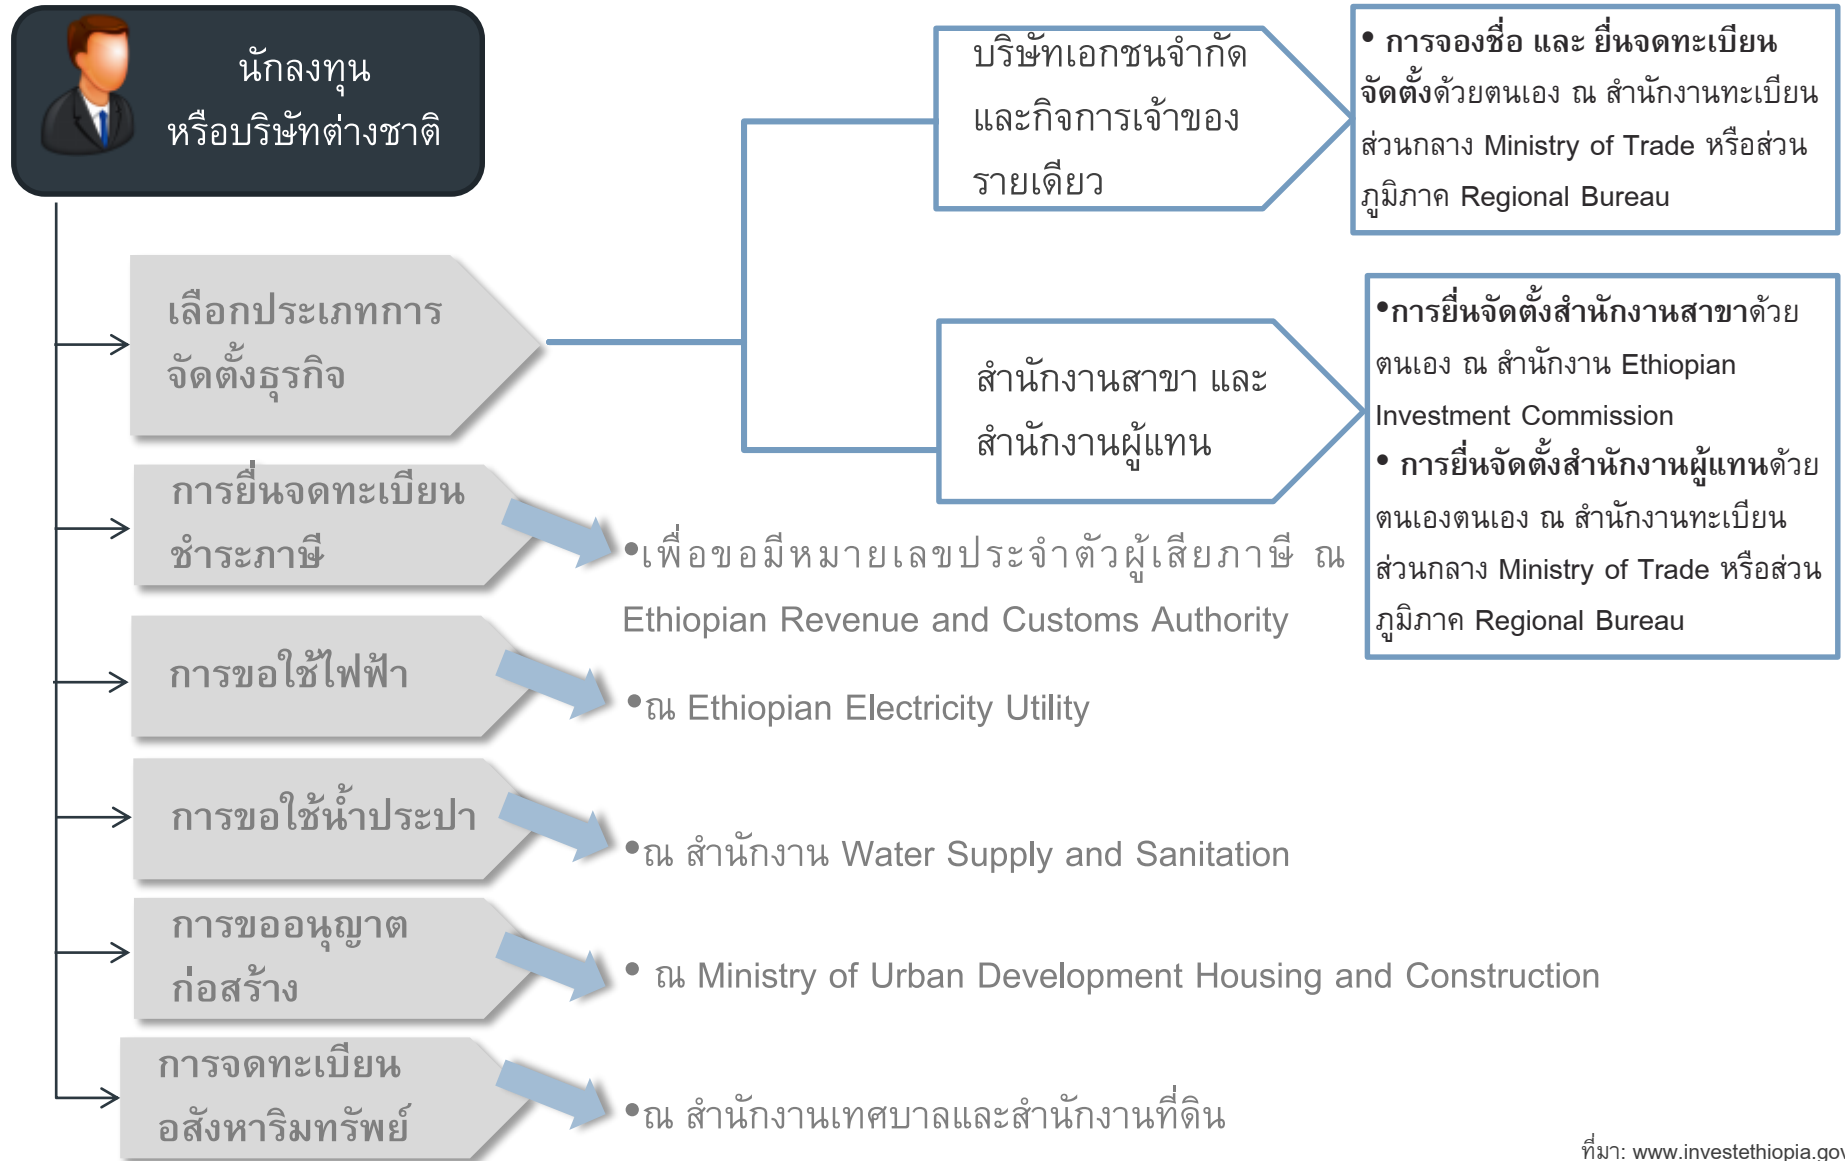 นักลงทุน
หรือบริษัทต่างชาติ
บริษัทเอกชนจำกัด
และกิจการเจ้าของ
รายเดียว
• การจองชื่อ และ ยื่นจดทะเบียน
จัดตั้งด้วยตนเอง ณ สำนักงานทะเบียน
ส่วนกลาง Ministry of Trade หรือส่วน
ภูมิภาค Regional Bureau
เลือกประเภทการ
จัดตั้งธุรกิจ
สำนักงานสาขา และ
สำนักงานผู้แทน
•การยื่นจัดตั้งสำนักงานสาขาด้วย
ตนเอง ณ สำนักงาน Ethiopian
Investment Commission
• การยื่นจัดตั้งสำนักงานผู้แทนด้วย
ตนเองตนเอง ณ สำนักงานทะเบียน
ส่วนกลาง Ministry of Trade หรือส่วน
ภูมิภาค Regional Bureau
การยื่นจดทะเบียน
ชำระภาษี
•เพื่อขอมีหมายเลขประจำตัวผู้เสียภาษี ณ
Ethiopian Revenue and Customs Authority
การขอใช้ไฟฟ้า
•ณ Ethiopian Electricity Utility
การขอใช้น้ำประปา
•ณ สำนักงาน Water Supply and Sanitation
การขออนุญาต
ก่อสร้าง
• ณ Ministry of Urban Development Housing and Construction
การจดทะเบียน
อสังหาริมทรัพย์
•ณ สำนักงานเทศบาลและสำนักงานที่ดิน
ที่มา: www.investethiopia.gov